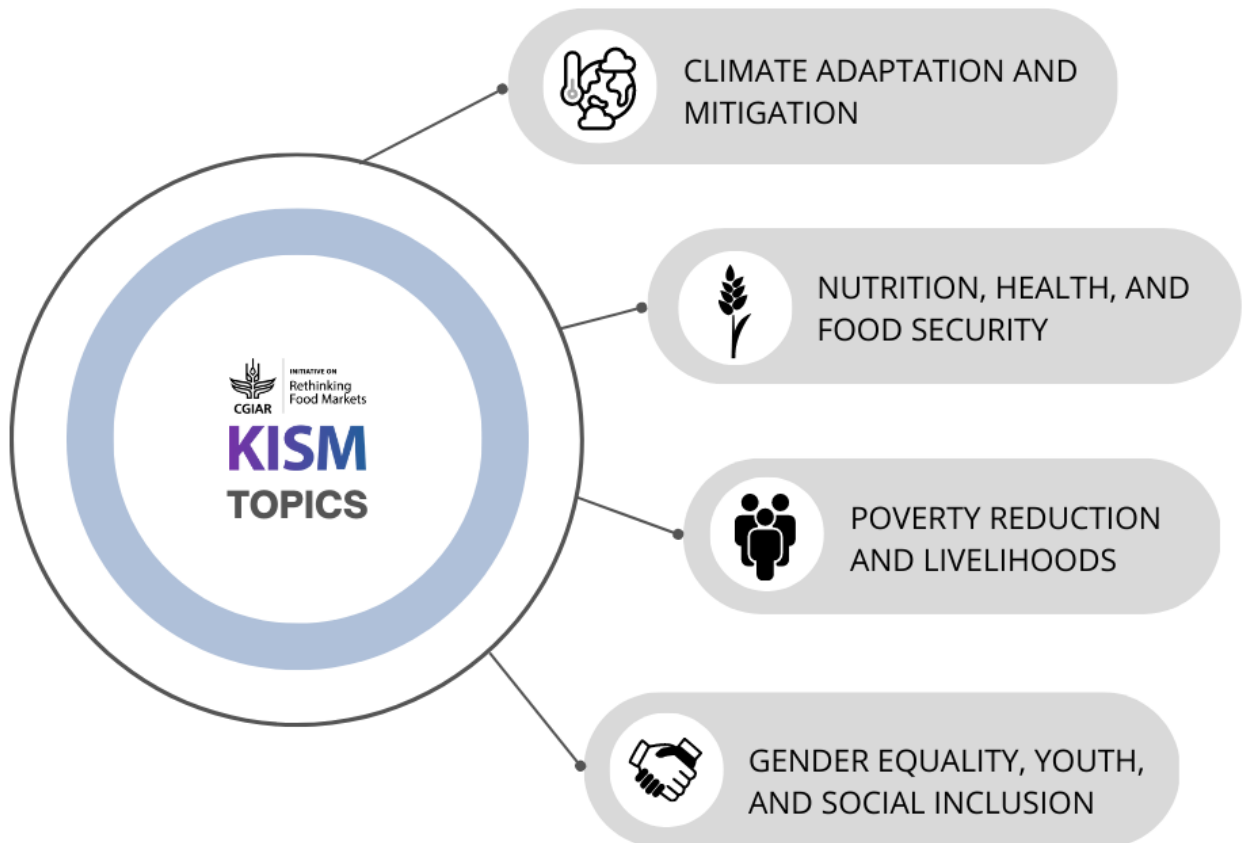 CLIMATE ADAPTATION AND
MITIGATION
NUTRITION, HEALTH, AND
FOOD SECURITY
INITIATIVE ON
Rethinking
Food Markets
CGIAR
KISM
TOPICS
POVERTY REDUCTION
AND LIVELIHOODS
GENDER EQUALITY, YOUTH,
AND SOCIAL INCLUSION